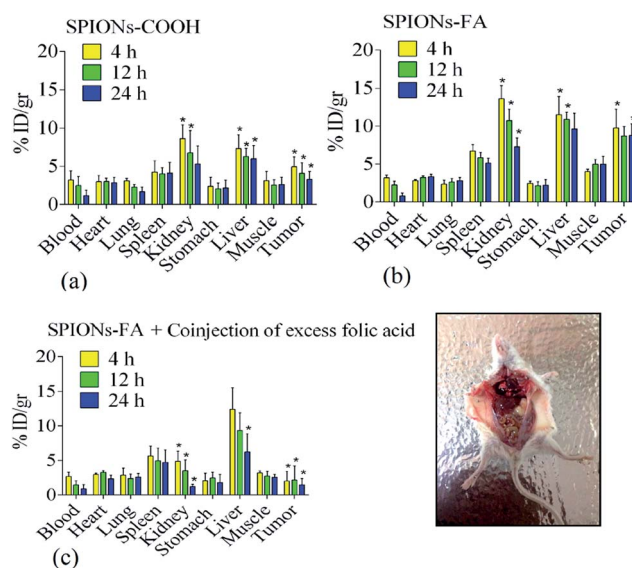 SPIONs-COOH
4 h
12 h
24 h
% ID/gr
20
15
10
5
0
* * * * * * * *
Blood Heart Lung Spleen Kidney Stomach Liver Muscle Tumor
(a)
SPIONs-FA
4 h
12 h
24 h
% ID/gr
20
15
10
5
0
* * * * * * * *
Blood Heart Lung Spleen Kidney Stomach Liver Muscle Tumor
(b)
SPIONs-FA + Coinjection of excess folic acid
4 h
12 h
24 h
% ID/gr
20
15
10
5
0
* * * * * * *
Blood Heart Lung Spleen Kidney Stomach Liver Muscle Tumor
(c)